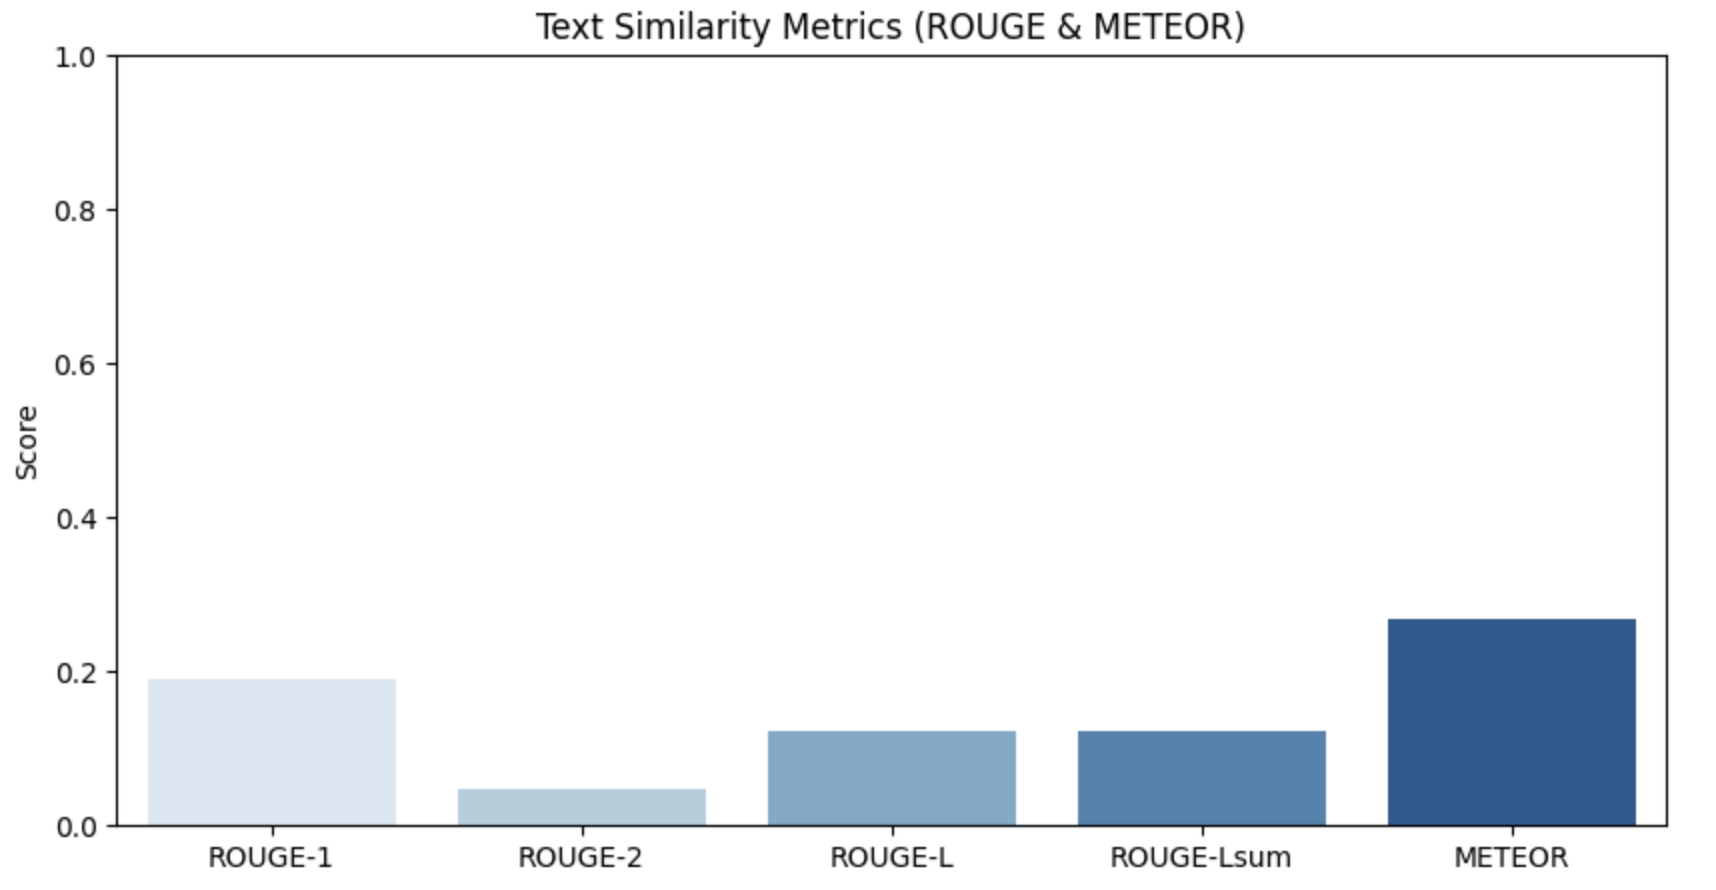 Text Similarity Metrics (ROUGE & METEOR)
1.0
0.8
0.6
0.4
0.2
0.0
Score
ROUGE-1 ROUGE-2 ROUGE-L ROUGE-Lsum METEOR